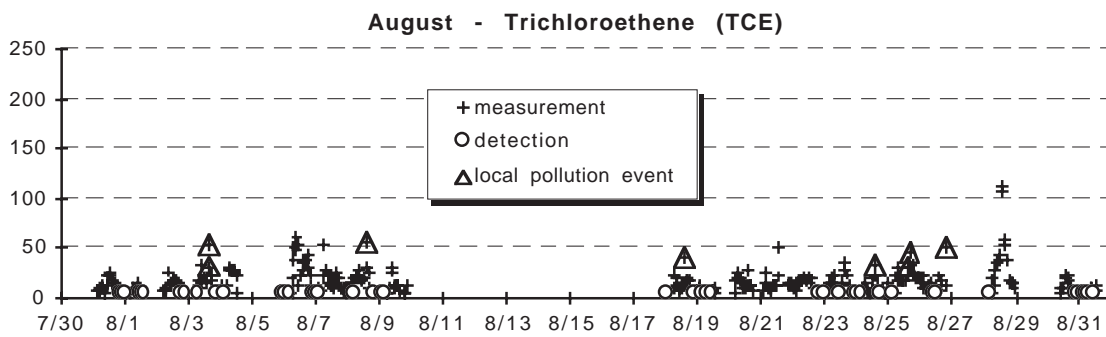 August - Trichloroethene (TCE)
250
200
150
100
50
0
measurement
detection
local pollution event
7/30 8/1 8/3 8/5 8/7 8/9 8/11 8/13 8/15 8/17 8/19 8/21 8/23 8/25 8/27 8/29 8/31